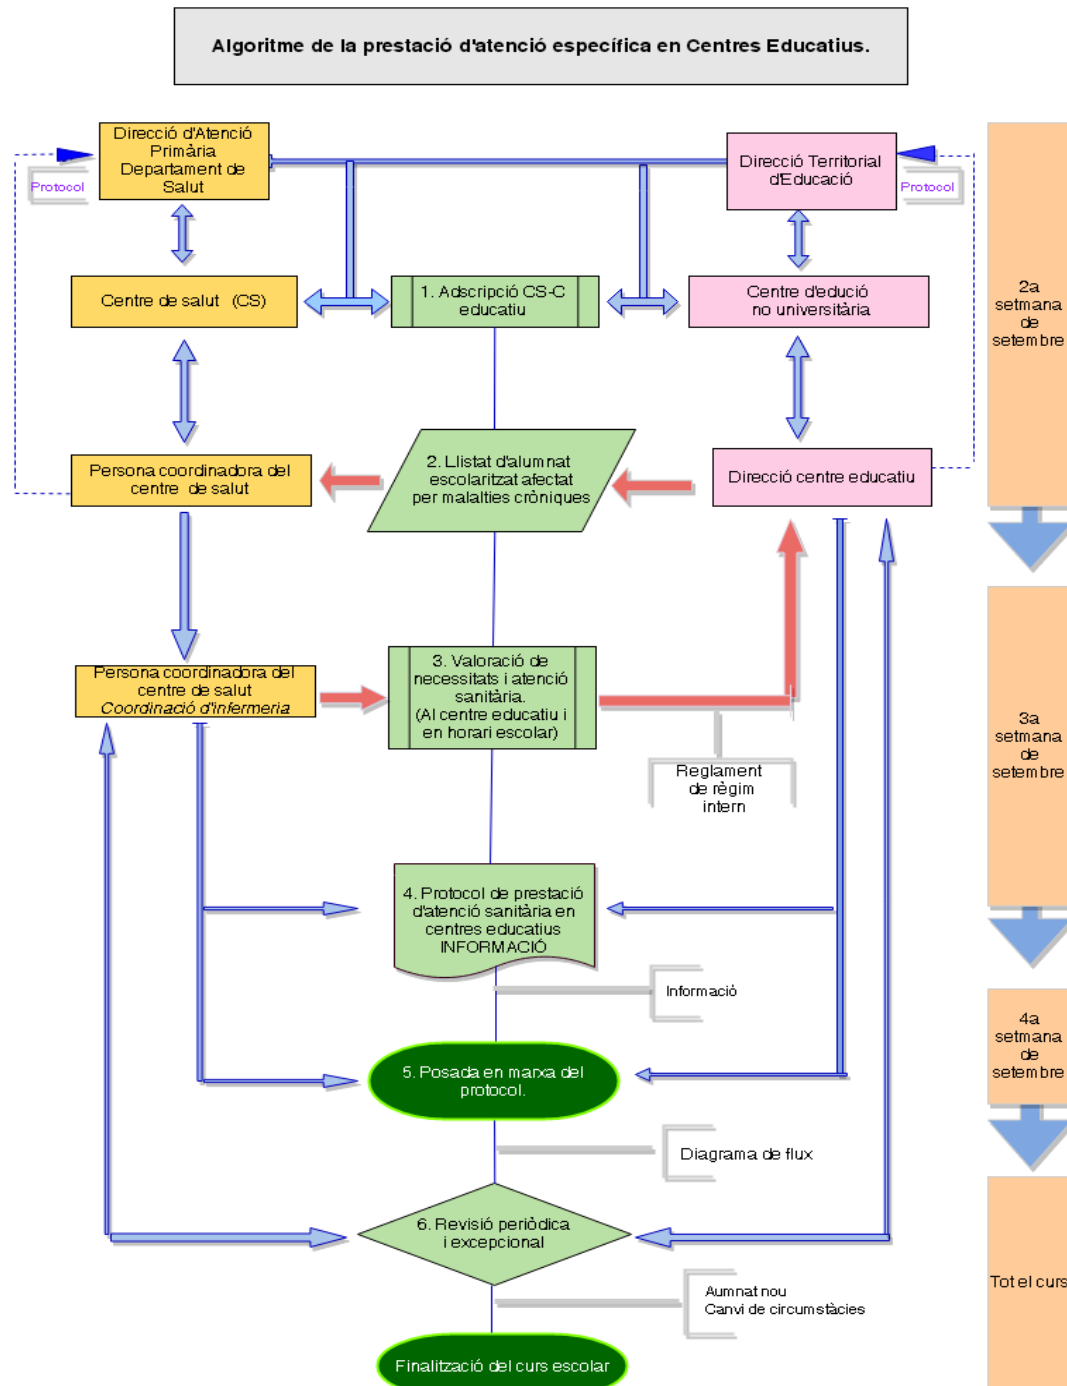 Algoritme de la prestació d'atenció específica en Centres Educatius.
Direcció d'Atenció
Primària
Departament de
Salut
Direcció Territorial
d'Educació
Protocol
Protocol
Centre de salut (CS)
1. Adscripció CS-C
educatiu
Centre d'edució
no universitària
2a
setmana
de
setembre
Persona coordinadora del
centre de salut
2. Llistat d'alumnat
escolaritzat afectat
per malalties cròniques
Direcció centre educatiu
Persona coordinadora del
centre de salut
Coordinació d'infermeria
3. Valoració de
necessitats i atenció
sanitària.
(Al centre educatiu i
en horari escolar)
Reglament
de règim
intern
3a
setmana
de
setembre
4. Protocol de prestació
d'atenció sanitària en
centres educatius
INFORMACIÓ
Informació
4a
setmana
de
setembre
5. Posada en marxa del
protocol.
Diagrama de flux
6. Revisió periòdica
i excepcional
Tot el curs
Aumnat nou
Canvi de circumstàcies
Finalització del curs escolar